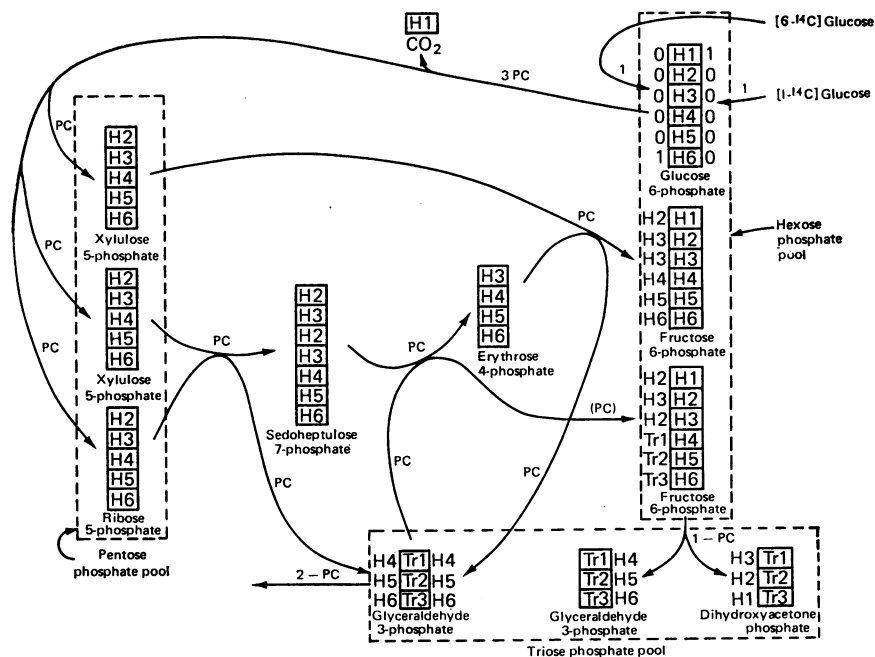 H1
CO2
3 PC
[6-14C] Glucose
[1-14C] Glucose
1
1
0 H1 1
0 H2 0
0 H3 0
0 H4 0
0 H5 0
1 H6 0
Glucose
6-phosphate
PC
H2
H3
H4
H5
H6
Xylulose
5-phosphate
PC
H2
H3
H4
H5
H6
Xylulose
5-phosphate
PC
H2
H3
H4
H5
H6
Ribose
5-phosphate
Pentose
phosphate pool
PC
H2
H3
H2
H3
H4
H5
H6
Sedoheptulose
7-phosphate
PC
H3
H4
H5
H6
Erythrose
4-phosphate
PC
H2 H1
H3 H2
H3 H3
H4 H4
H5 H5
H6 H6
Fructose
6-phosphate
Hexose
phosphate
pool
(PC)
H2 H1
H3 H2
H2 H3
Tr1 H4
Tr2 H5
Tr3 H6
Fructose
6-phosphate
PC
PC
PC
1 – PC
2 – PC
H4 Tr1 H4
H5 Tr2 H5
H6 Tr3 H6
Glyceraldehyde
3-phosphate
Tr1 H4
Tr2 H5
Tr3 H6
Glyceraldehyde
3-phosphate
H3 Tr1
H2 Tr2
H1 Tr3
Dihydroxyacetone
phosphate
Triose phosphate pool